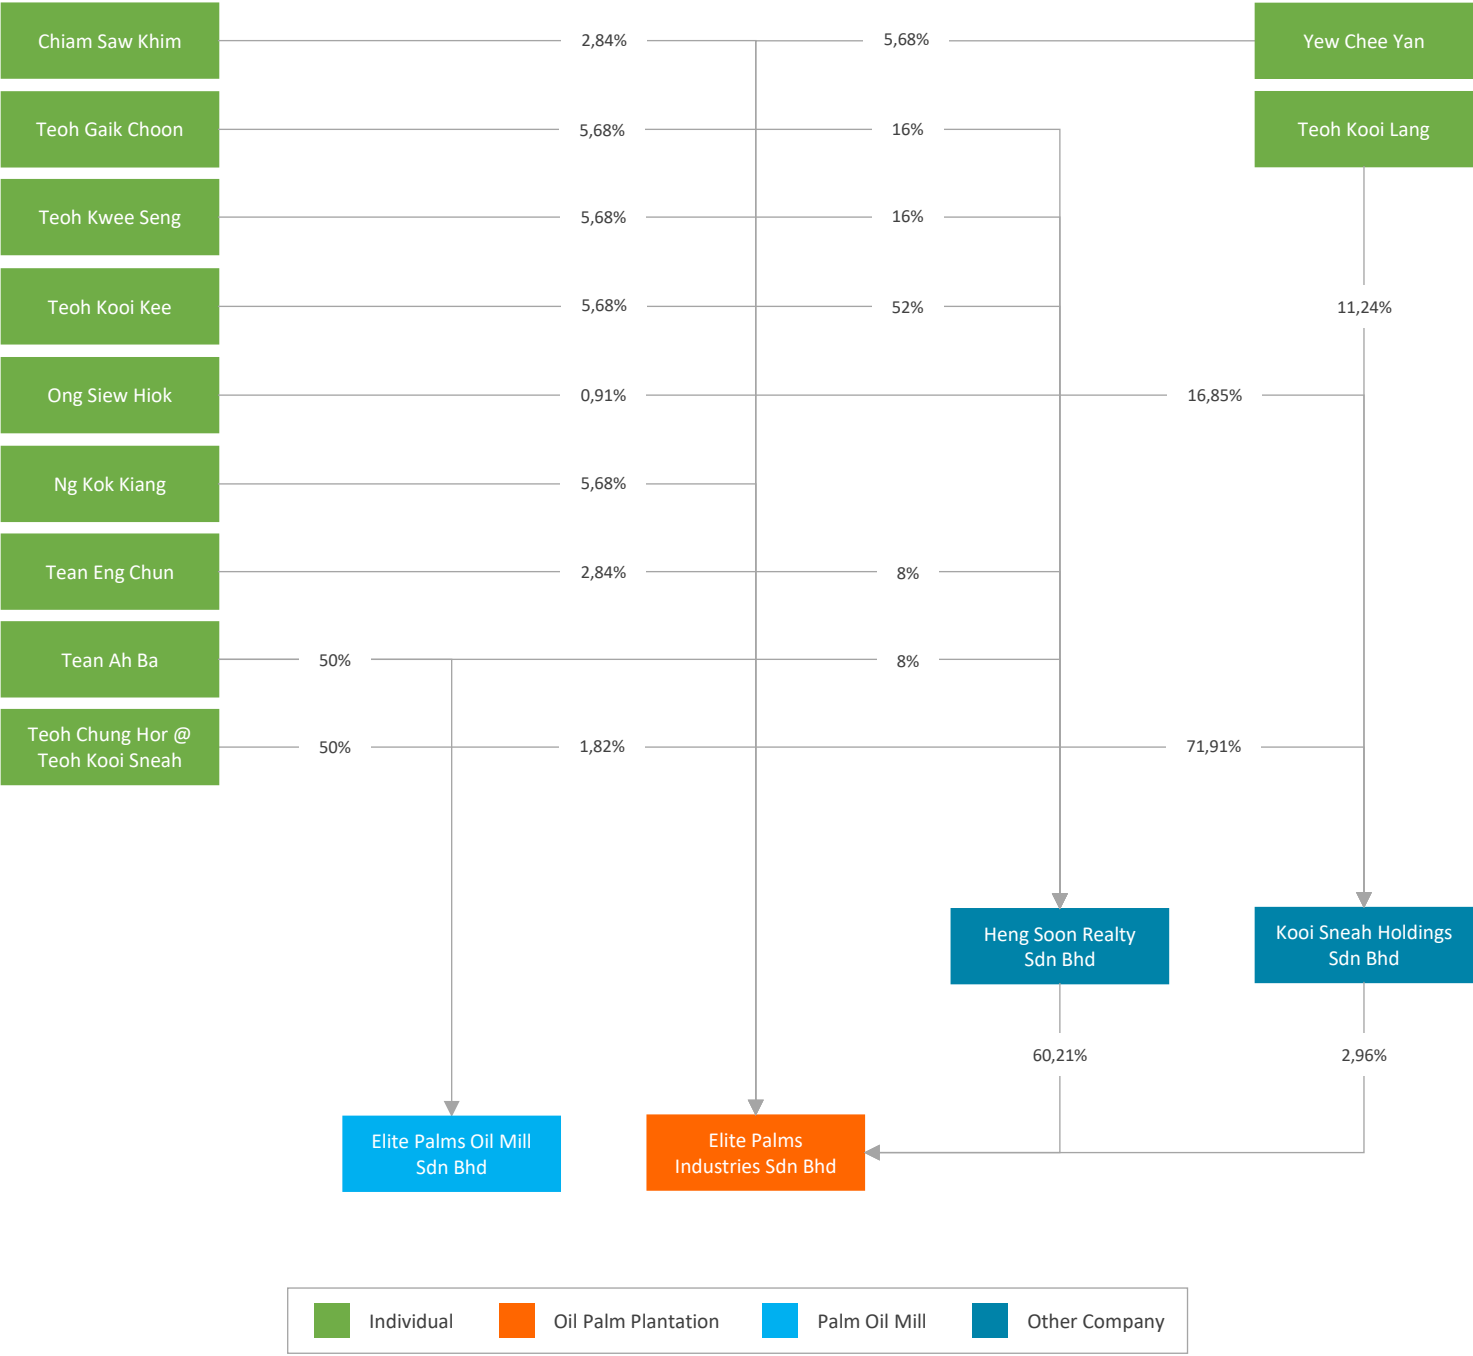 Chiam Saw Khim
2,84%
5,68%
Yew Chee Yan
Teoh Gaik Choon
5,68%
16%
Teoh Kooi Lang
Teoh Kwee Seng
5,68%
16%
Teoh Kooi Kee
5,68%
52%
11,24%
Ong Siew Hiok
0,91%
16,85%
Ng Kok Kiang
5,68%
Tean Eng Chun
2,84%
8%
Tean Ah Ba
50%
8%
Teoh Chung Hor @
Teoh Kooi Sneah
50%
1,82%
71,91%
Heng Soon Realty
Sdn Bhd
Kooi Sneah Holdings
Sdn Bhd
60,21%
2,96%
Elite Palms Oil Mill
Sdn Bhd
Elite Palms
Industries Sdn Bhd
Individual
Oil Palm Plantation
Palm Oil Mill
Other Company